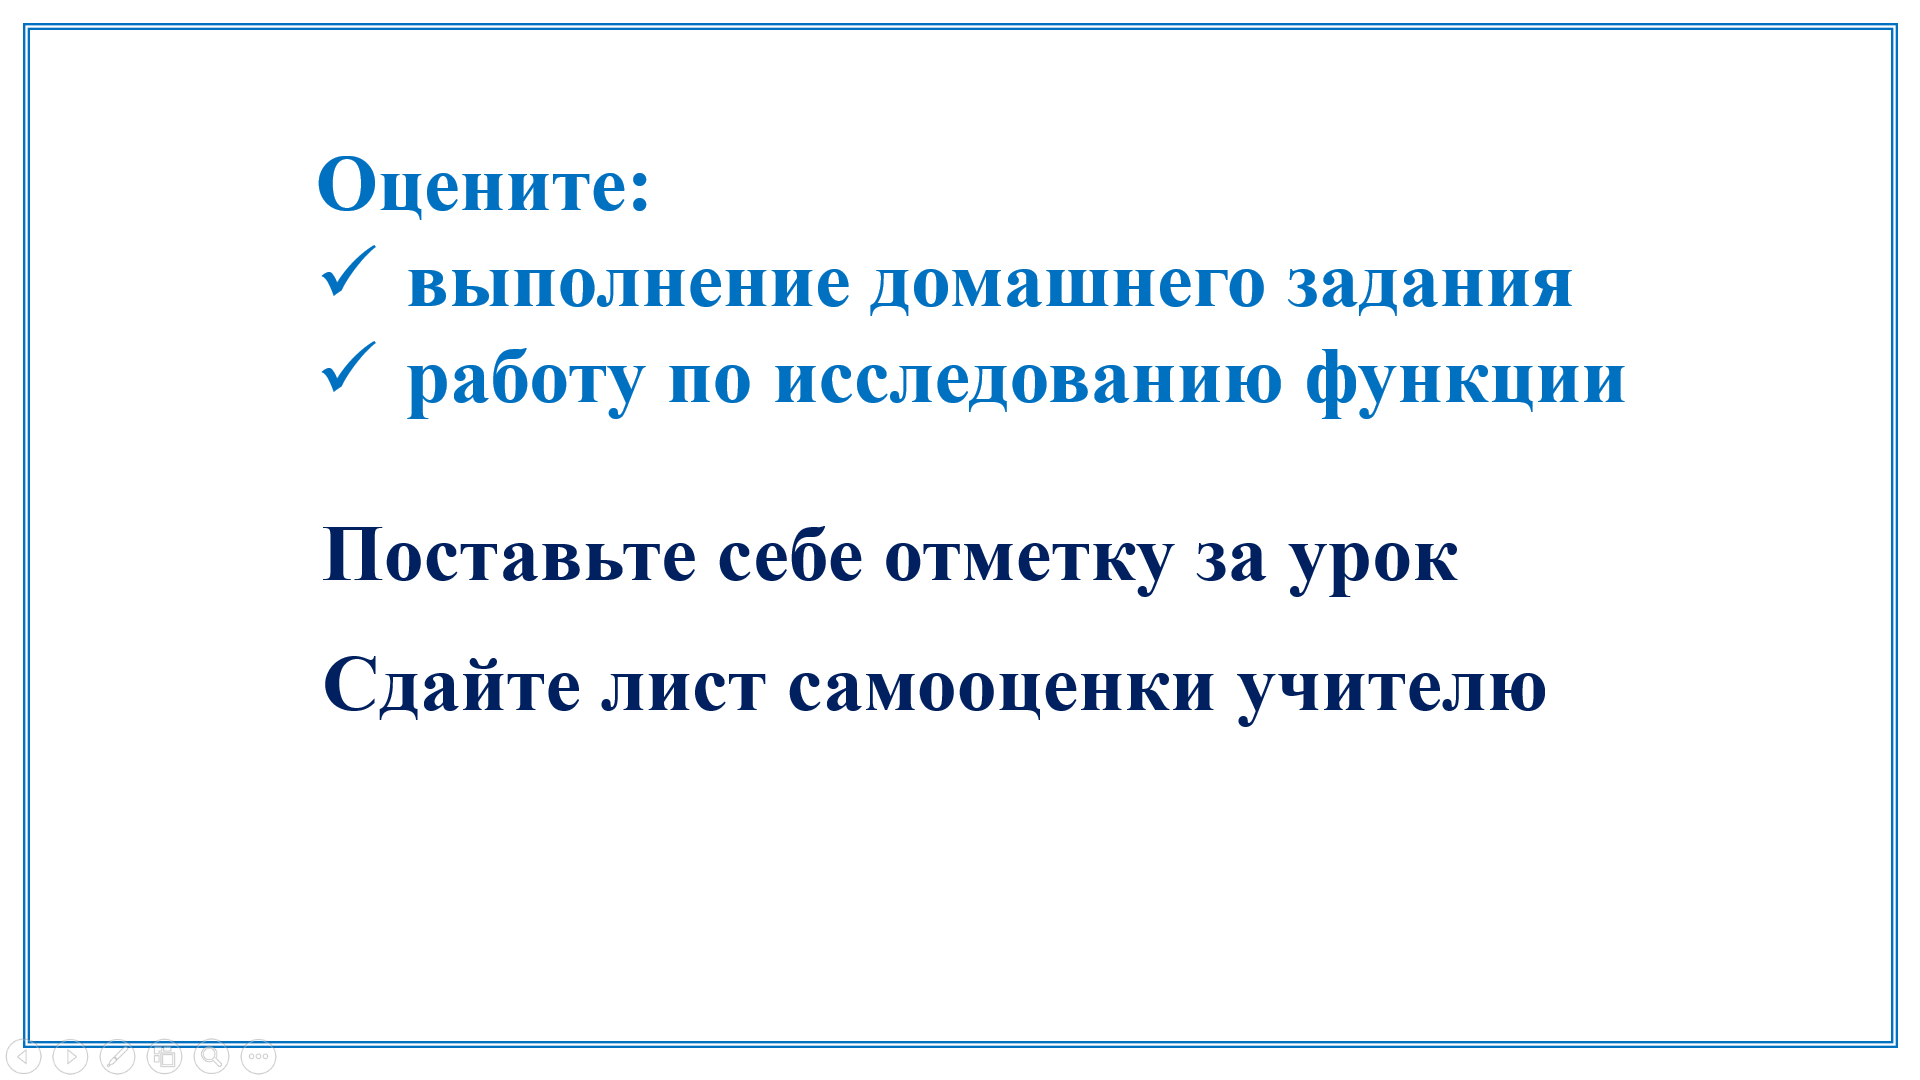 Оцените:
✓ выполнение домашнего задания
✓ работу по исследованию функции
Поставьте себе отметку за урок
Сдайте лист самооценки учителю